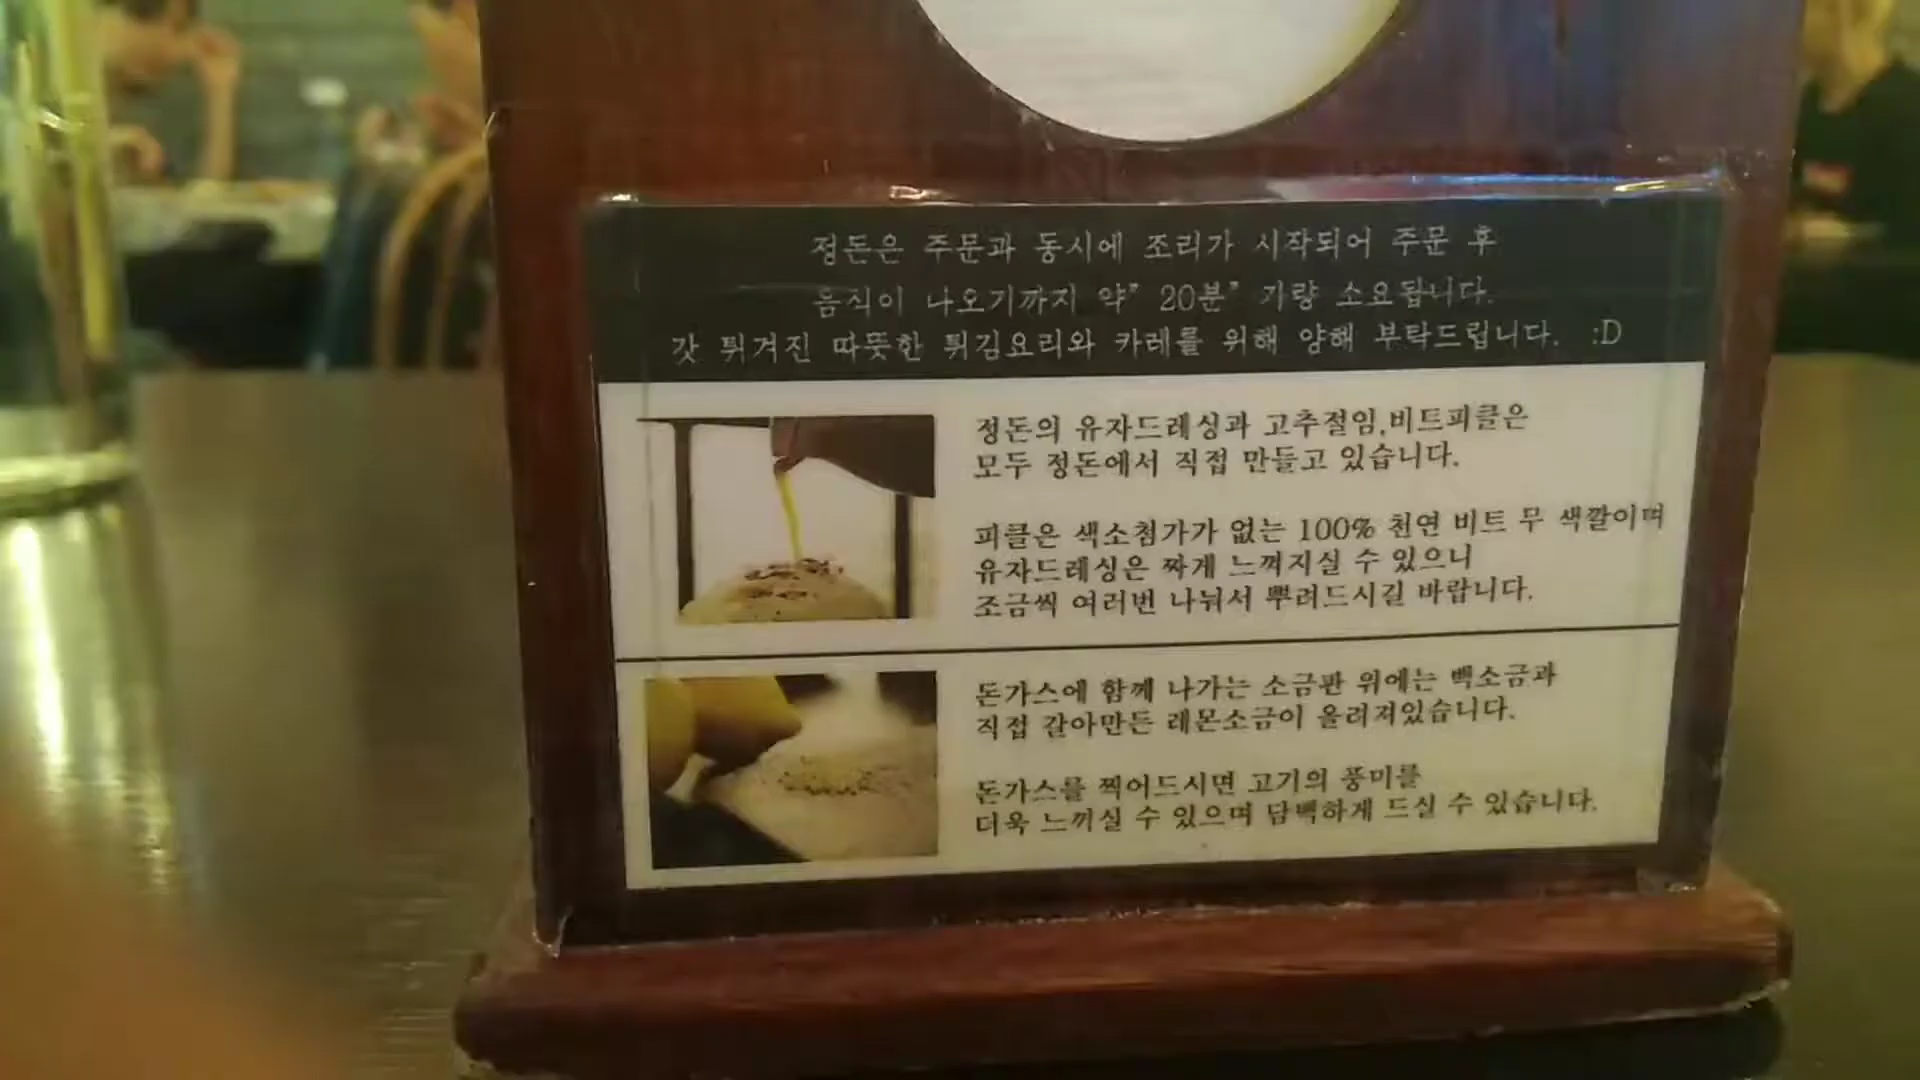 정돈은 주문과 동시에 조리가 시작되어 주문 후
음식이 나오기까지 약" 20분" 가량 소요됩니다.
갓 튀겨진 따뜻한 튀김요리와 카레를 위해 양해 부탁드립니다. :D
정돈의 유자드레싱과 고추절임,비트피클은
모두 정돈에서 직접 만들고 있습니다.
피클은 색소첨가가 없는 100% 천연 비트 무 색깔이며
유자드레싱은 짜게 느껴지실 수 있으니
조금씩 여러번 나눠서 뿌려드시길 바랍니다.
돈가스에 함께 나가는 소금판 위에는 백소금과
직접 갈아만든 레몬소금이 올려져있습니다.
돈가스를 찍어드시면 고기의 풍미를
더욱 느끼실 수 있으며 담백하게 드실 수 있습니다.